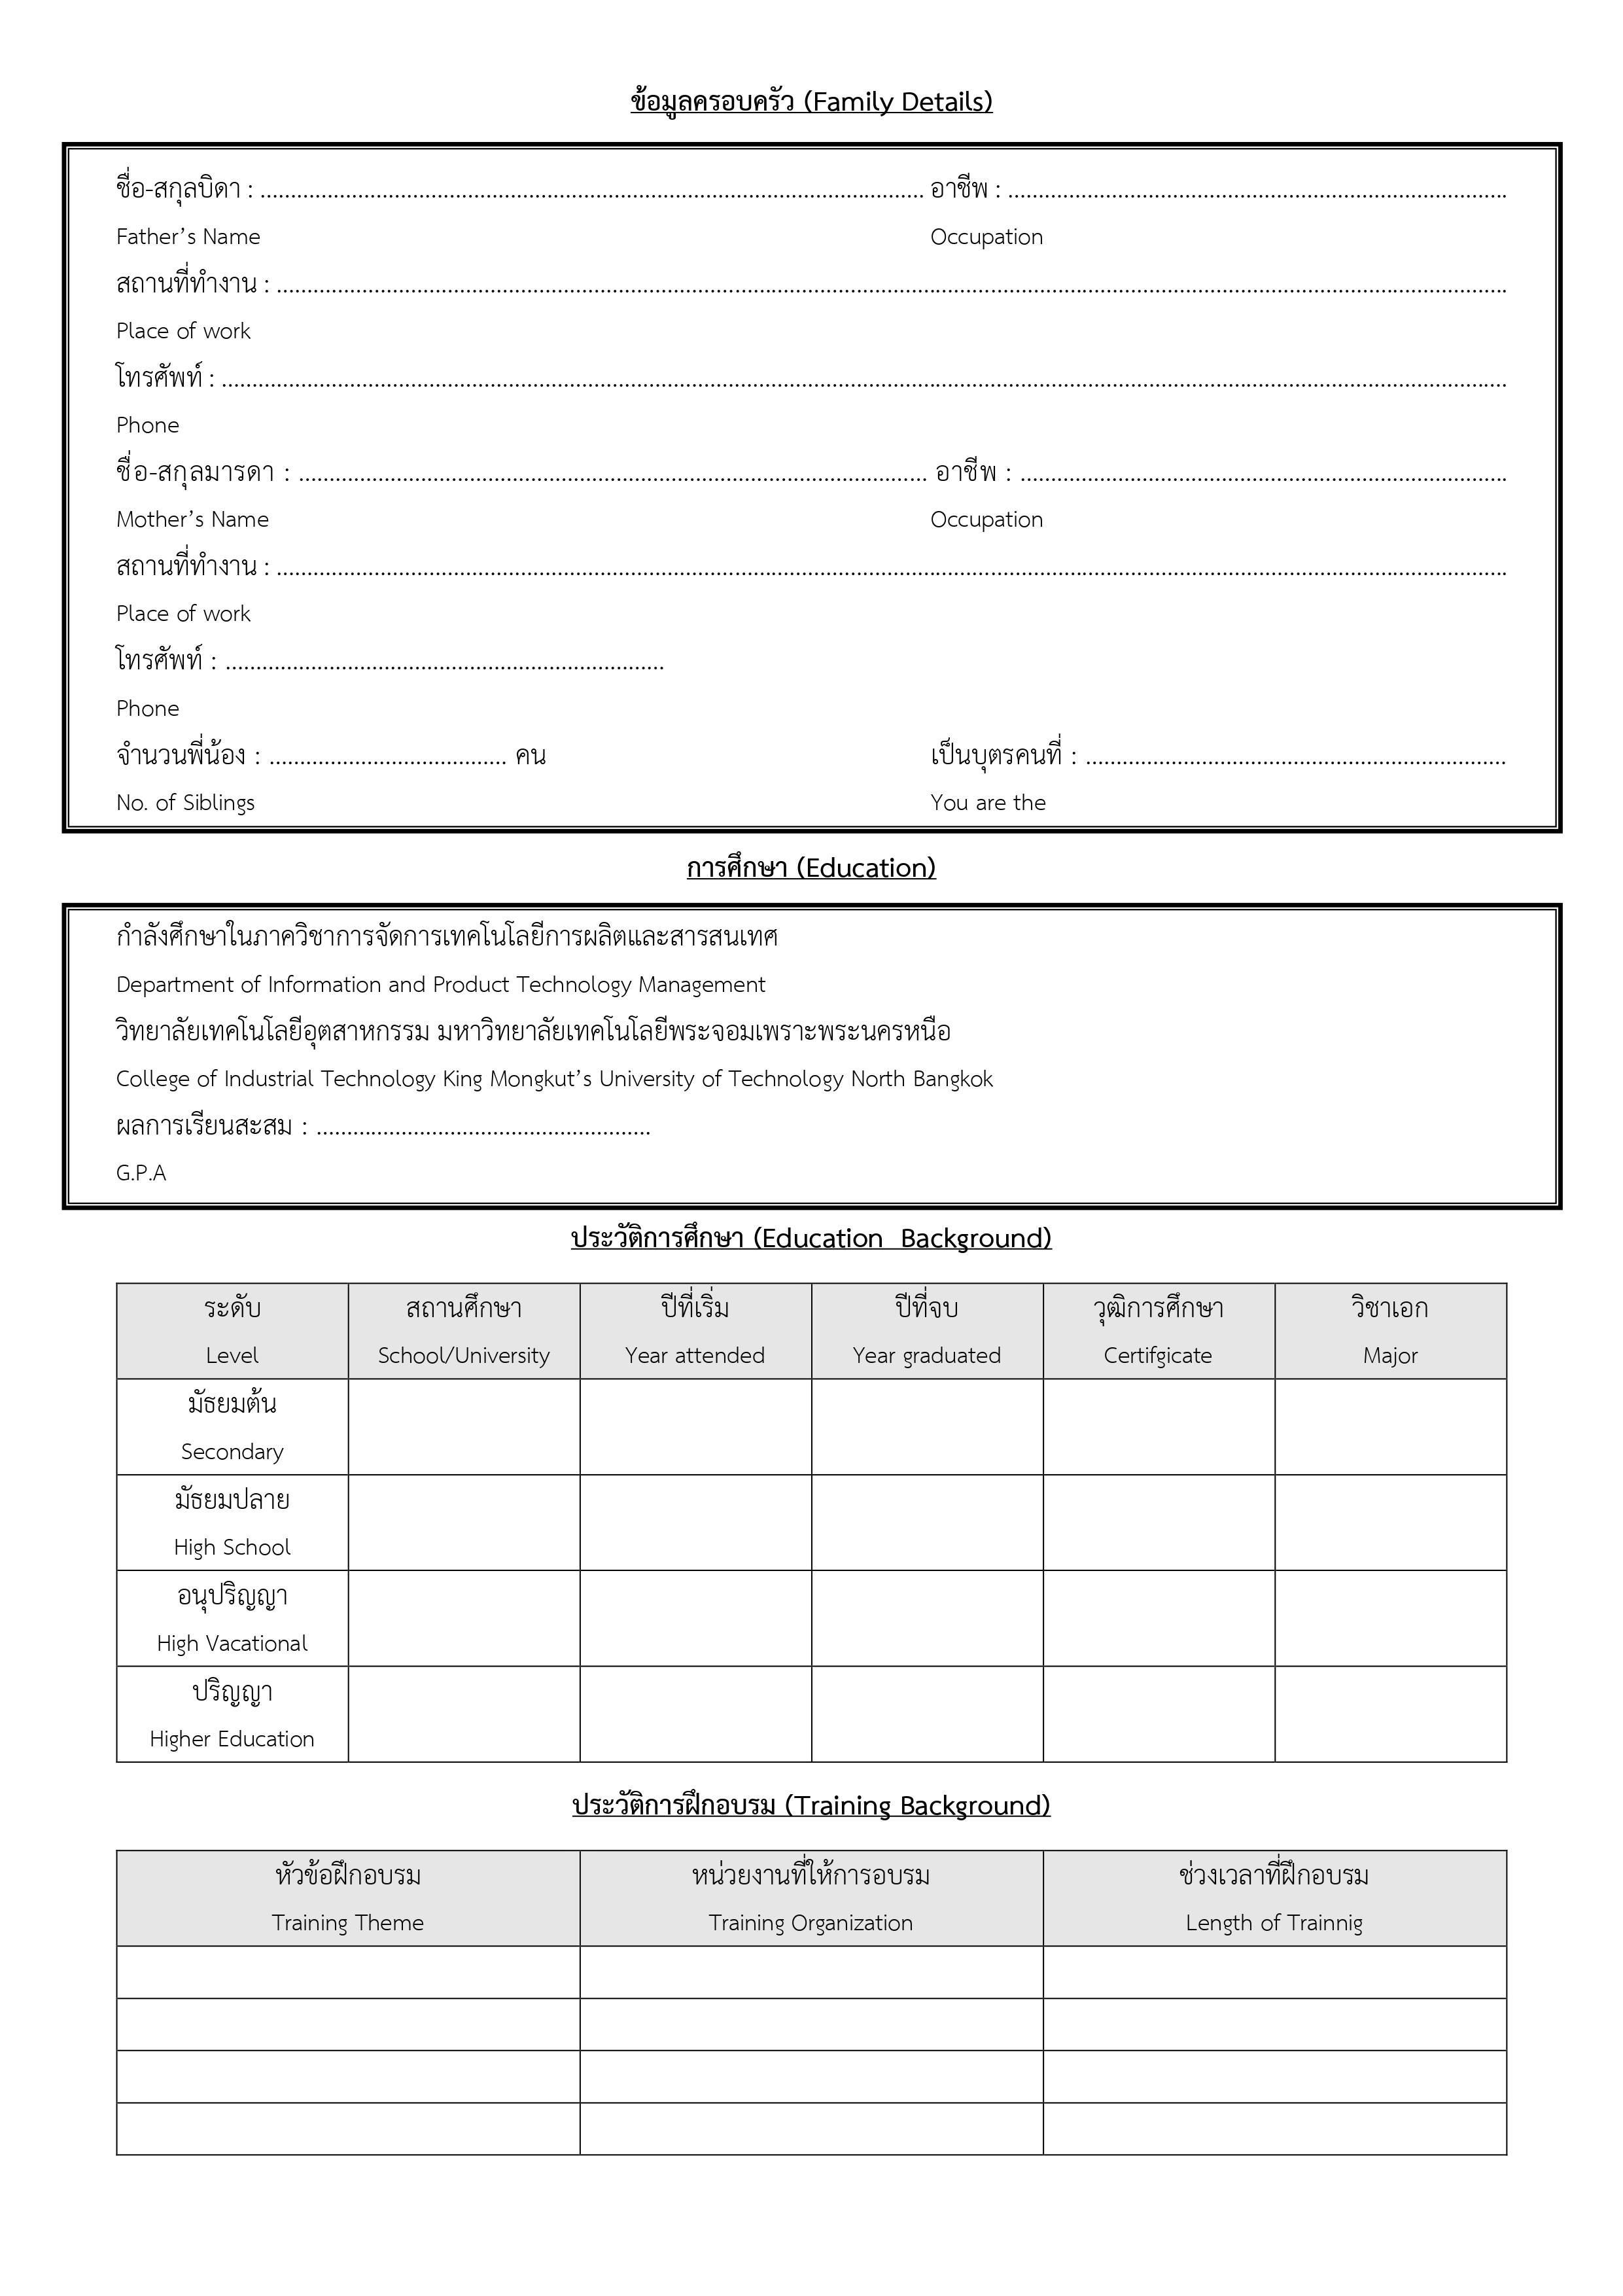 ข้อมูลครอบครัว (Family Details)
ชื่อ-สกุลบิดา : .............................................................................................................. อาชีพ : ...................................................................................
Father’s Name Occupation
สถานที่ทำงาน : ............................................................................................................................................................................................................
Place of work
โทรศัพท์ : .....................................................................................................................................................................................................................
Phone
ชื่อ-สกุลมารดา : ........................................................................................................ อาชีพ : .................................................................................
Mother’s Name Occupation
สถานที่ทำงาน : ............................................................................................................................................................................................................
Place of work
โทรศัพท์ : ........................................................................
Phone
จำนวนพี่น้อง : ....................................... คน เป็นบุตรคนที่ : .....................................................................
No. of Siblings You are the
การศึกษา (Education)
กำลังศึกษาในภาควิชาการจัดการเทคโนโลยีการผลิตและสารสนเทศ
Department of Information and Product Technology Management
วิทยาลัยเทคโนโลยีอุตสาหกรรม มหาวิทยาลัยเทคโนโลยีพระจอมเพราะพระนครหนือ
College of Industrial Technology King Mongkut’s University of Technology North Bangkok
ผลการเรียนสะสม : .......................................................
G.P.A
ประวัติการศึกษา (Education Background)
ระดับ สถานศึกษา ปีที่เริ่ม ปีที่จบ วุฒิการศึกษา วิชาเอก
Level School/University Year attended Year graduated Certifgicate Major
มัธยมต้น
Secondary
มัธยมปลาย
High School
อนุปริญญา
High Vacational
ปริญญา
Higher Education
ประวัติการฝึกอบรม (Training Background)
หัวข้อฝึกอบรม หน่วยงานที่ให้การอบรม ช่วงเวลาที่ฝึกอบรม
Training Theme Training Organization Length of Trainnig